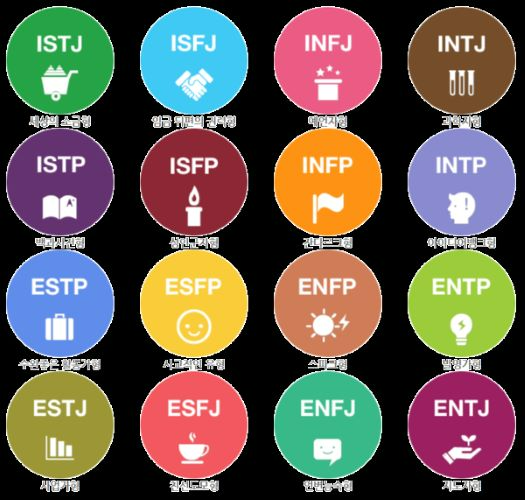 ISTJ ISFJ INFJ INTJ
세상의 소금형 임금 뒤편의 권력형 예언자형 과학자형
ISTP ISFP INFP INTP
백과사전형 성인군자형 잔다르크형 아이디어뱅크형
ESTP ESFP ENFP ENTP
수완좋은 활동가형 사교적인 유형 스파크형 발명가형
ESTJ ESFJ ENFJ ENTJ
사업가형 친선도모형 언변능숙형 지도자형